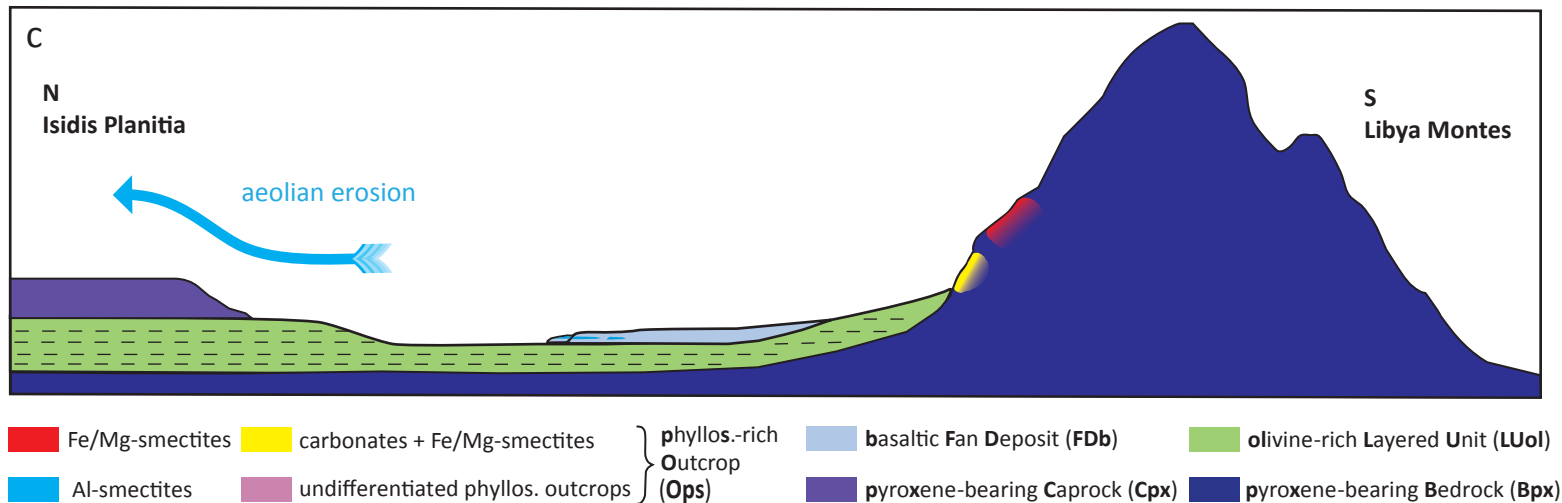 C
N
Isidis Planitia
S
Libya Montes
aeolian erosion
Fe/Mg-smectites
carbonates + Fe/Mg-smectites
Al-smectites
undifferentiated phyllos. outcrops
phyllos.-rich
Outcrop
(Ops)
basaltic Fan Deposit (FDb)
olivine-rich Layered Unit (LUol)
pyroxene-bearing Caprock (Cpx)
pyroxene-bearing Bedrock (Bpx)